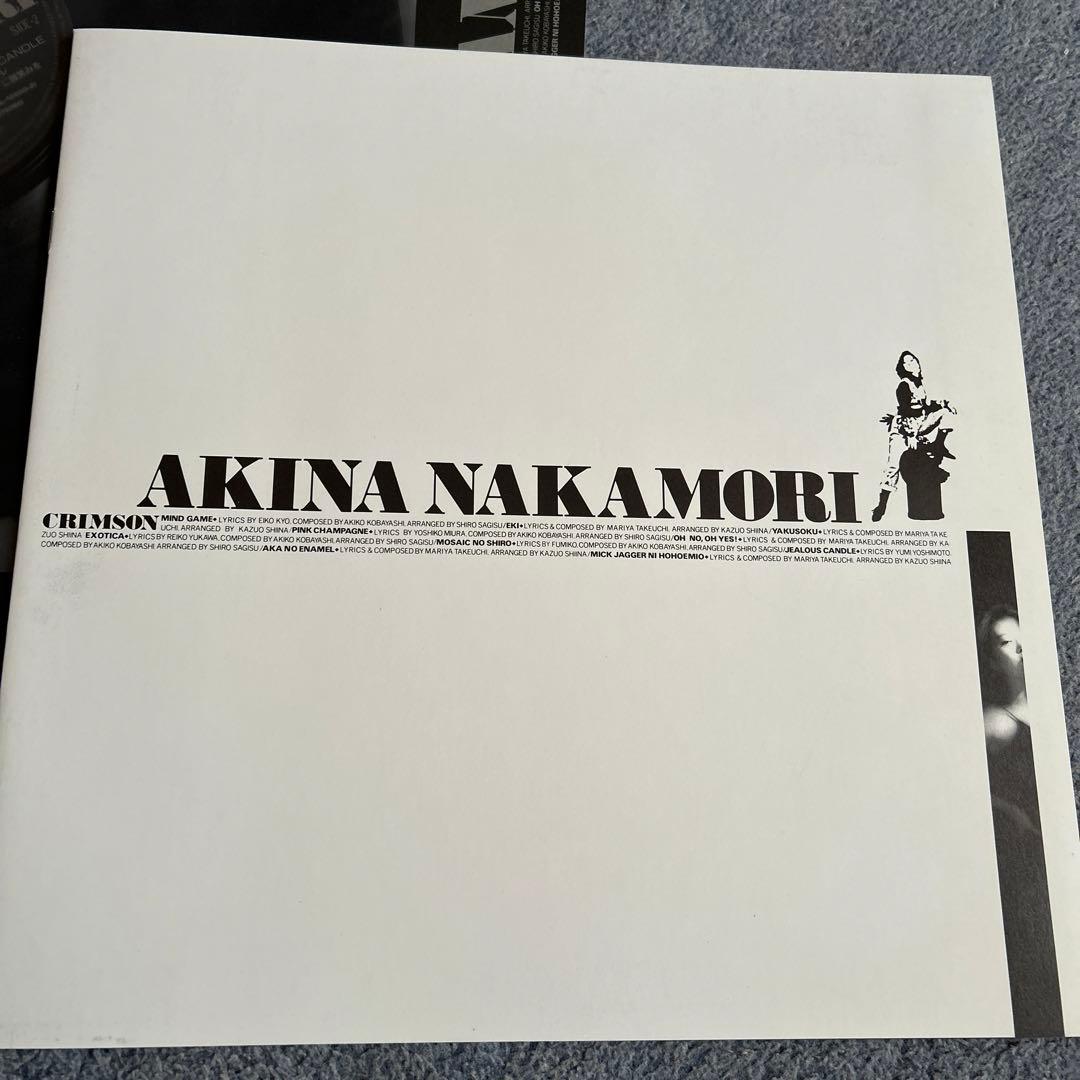 SIDE-2
CANDLE
AKINA NAKAMORI
CRIMSON MIND GAME•LYRICS BY EIKO KYO. COMPOSED BY AKIKO KOBAYASHI. ARRANGED BY SHIRO SAGISU/EKI•LYRICS & COMPOSED BY MARIYA TAKEUCHI. ARRANGED BY KAZUO SHIINA/YAKUSOKU•LYRICS & COMPOSED BY MARIYA TAKE
UCHI. ARRANGED BY KAZUO SHIINA/PINK CHAMPAGNE•LYRICS BY YOSHIKO MIURA. COMPOSED BY AKIKO KOBAYASHI. ARRANGED BY SHIRO SAGISU/OH NO, OH YES!•LYRICS & COMPOSED BY MARIYA TAKEUCHI. ARRANGED BY KA-
ZUO SHIINA EXOTICA•LYRICS BY REIKO YUKAWA. COMPOSED BY AKIKO KOBAYASHI. ARRANGED BY SHIRO SAGISU/MOSAIC NO SHIRO•LYRICS BY FUMIKO. COMPOSED BY AKIKO KOBAYASHI. ARRANGED BY SHIRO SAGISU/JEALOUS CANDLE•LYRICS BY YUMI YOSHIMOTO.
COMPOSED BY AKIKO KOBAYASHI ARRANGED BY SHIRO SAGISU/AKA NO ENAMEL•LYRICS & COMPOSED BY MARIYA TAKEUCHI. ARRANGED BY KAZUO SHIINA/MICK JAGGER NI HOHOEMIO•LYRICS & COMPOSED BY MARIYA TAKEUCHI. ARRANGED BY KAZUO SHIINA